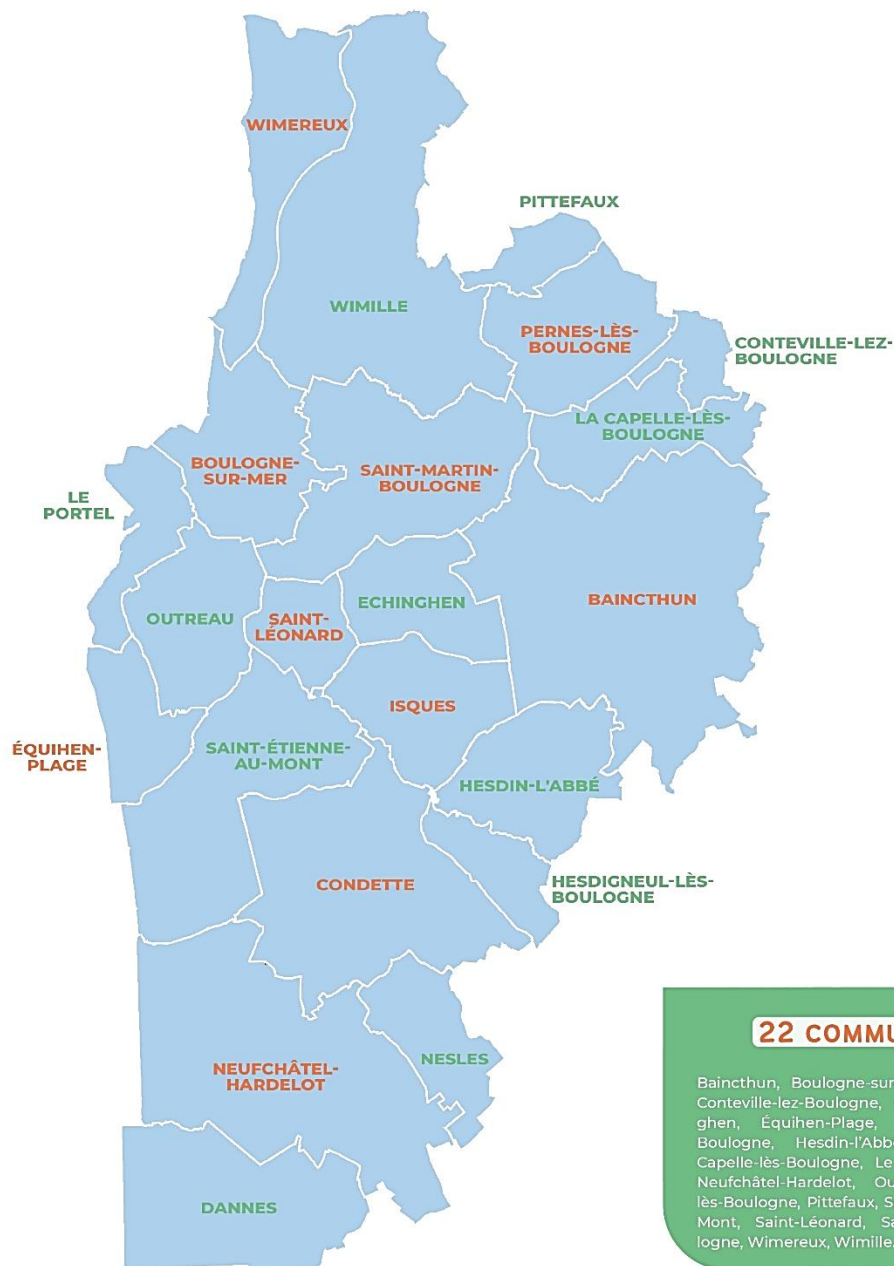 WIMEREUX
PITTEFAUX
WIMILLE
PERNES-LÈS-
BOULOGNE
CONTEVILLE-LEZ-
BOULOGNE
LA CAPELLE-LÈS-
BOULOGNE
BOULOGNE-
SUR-MER
SAINT-MARTIN-
BOULOGNE
LE
PORTEL
OUTREAU
SAINT-
LÉONARD
ECHINGHEN
BAINCTHUN
ISQUES
ÉQUIHEN-
PLAGE
SAINT-ÉTIENNE-
AU-MONT
HESDIN-L'ABBÉ
CONDETTE
HESDIGNEUL-LÈS-
BOULOGNE
NEUFCHÂTEL-
HARDELOT
NESLES
DANNES
22 COMMU
Baincthun, Boulogne-sur
Conteville-lez-Boulogne,
ghen, Équihen-Plage,
Boulogne, Hesdin-l'Abb
Capelle-lès-Boulogne, Le
Neufchâtel-Hardelot, Ou
lès-Boulogne, Pittefaux, S
Mont, Saint-Léonard, Sa
logne, Wimereux, Wimille.